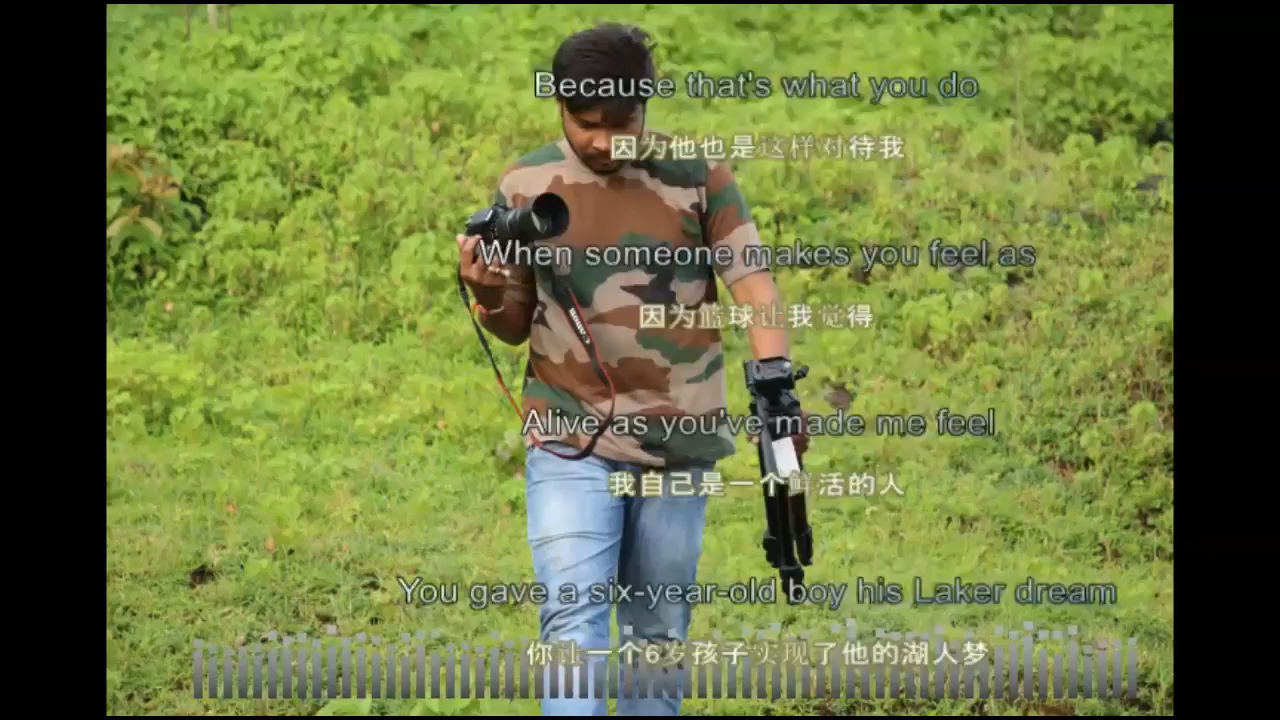 Because that's what you do
因为他也是这样对待我
When someone makes you feel as
因为篮球让我觉得
Canon
Alive as you've made me feel
我自己是一个鲜活的人
You gave a six-year-old boy his Laker dream
你让一个6岁孩子实现了他的湖人梦